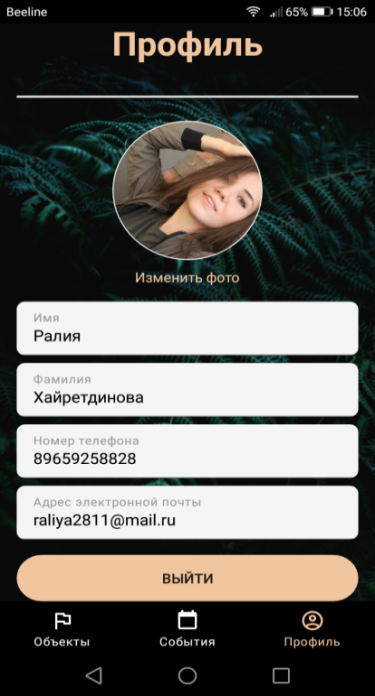 Beeline 65% 15:06
Профиль
Изменить фото
Имя
Ралия
Фамилия
Хайретдинова
Номер телефона
89659258828
Адрес электронной почты
raliya2811@mail.ru
ВЫЙТИ
Объекты События Профиль